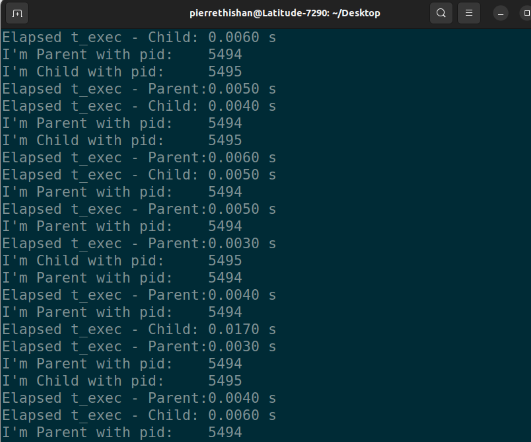 pierrethishan@Latitude-7290: ~/Desktop
Elapsed t_exec - Child: 0.0060 s
I'm Parent with pid:    5494
I'm Child with pid:     5495
Elapsed t_exec - Parent:0.0050 s
Elapsed t_exec - Child: 0.0040 s
I'm Parent with pid:    5494
I'm Child with pid:     5495
Elapsed t_exec - Parent:0.0060 s
Elapsed t_exec - Child: 0.0050 s
I'm Parent with pid:    5494
Elapsed t_exec - Parent:0.0050 s
I'm Parent with pid:    5494
Elapsed t_exec - Parent:0.0030 s
I'm Child with pid:     5495
I'm Parent with pid:    5494
Elapsed t_exec - Parent:0.0040 s
I'm Parent with pid:    5494
Elapsed t_exec - Child: 0.0170 s
Elapsed t_exec - Parent:0.0030 s
I'm Parent with pid:    5494
I'm Child with pid:     5495
Elapsed t_exec - Parent:0.0040 s
Elapsed t_exec - Child: 0.0060 s
I'm Parent with pid:    5494